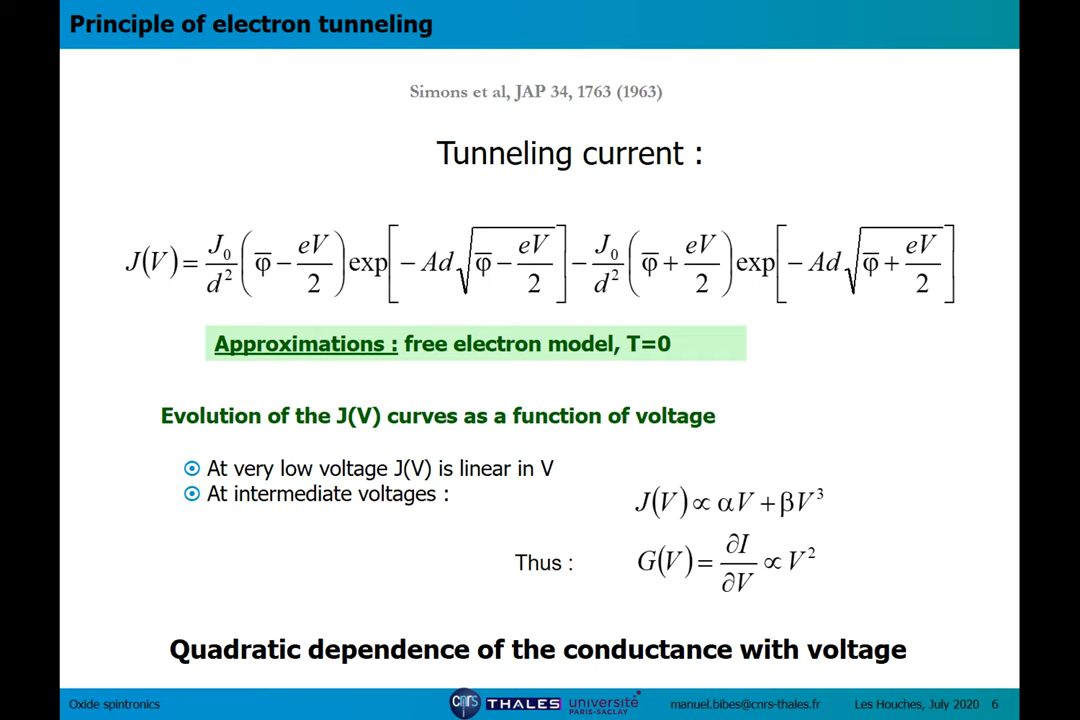 Principle of electron tunneling
Simons et al, JAP 34, 1763 (1963)
Tunneling current :
J(V) = J₀/d² (φ̅ − eV/2) exp[− Ad√(φ̅ − eV/2)] − J₀/d² (φ̅ + eV/2) exp[− Ad√(φ̅ + eV/2)]
Approximations : free electron model, T=0
Evolution of the J(V) curves as a function of voltage
At very low voltage J(V) is linear in V
At intermediate voltages :
J(V) ∝ αV + βV³
Thus :
G(V) = ∂I/∂V ∝ V²
Quadratic dependence of the conductance with voltage
Oxide spintronics
cnrs
THALES
université
PARIS-SACLAY
manuel.bibes@cnrs-thales.fr
Les Houches, July 2020
6